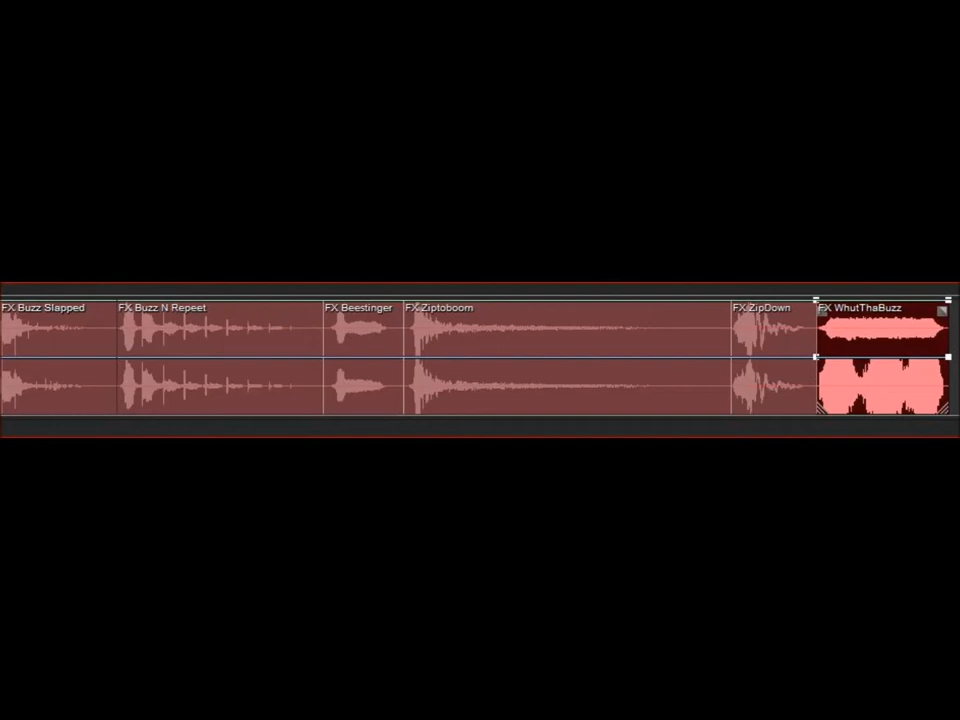 FX Buzz Slapped
FX Buzz N Repeet
FX Beestinger
FX Ziptoboom
FX ZipDown
FX WhutThaBuzz